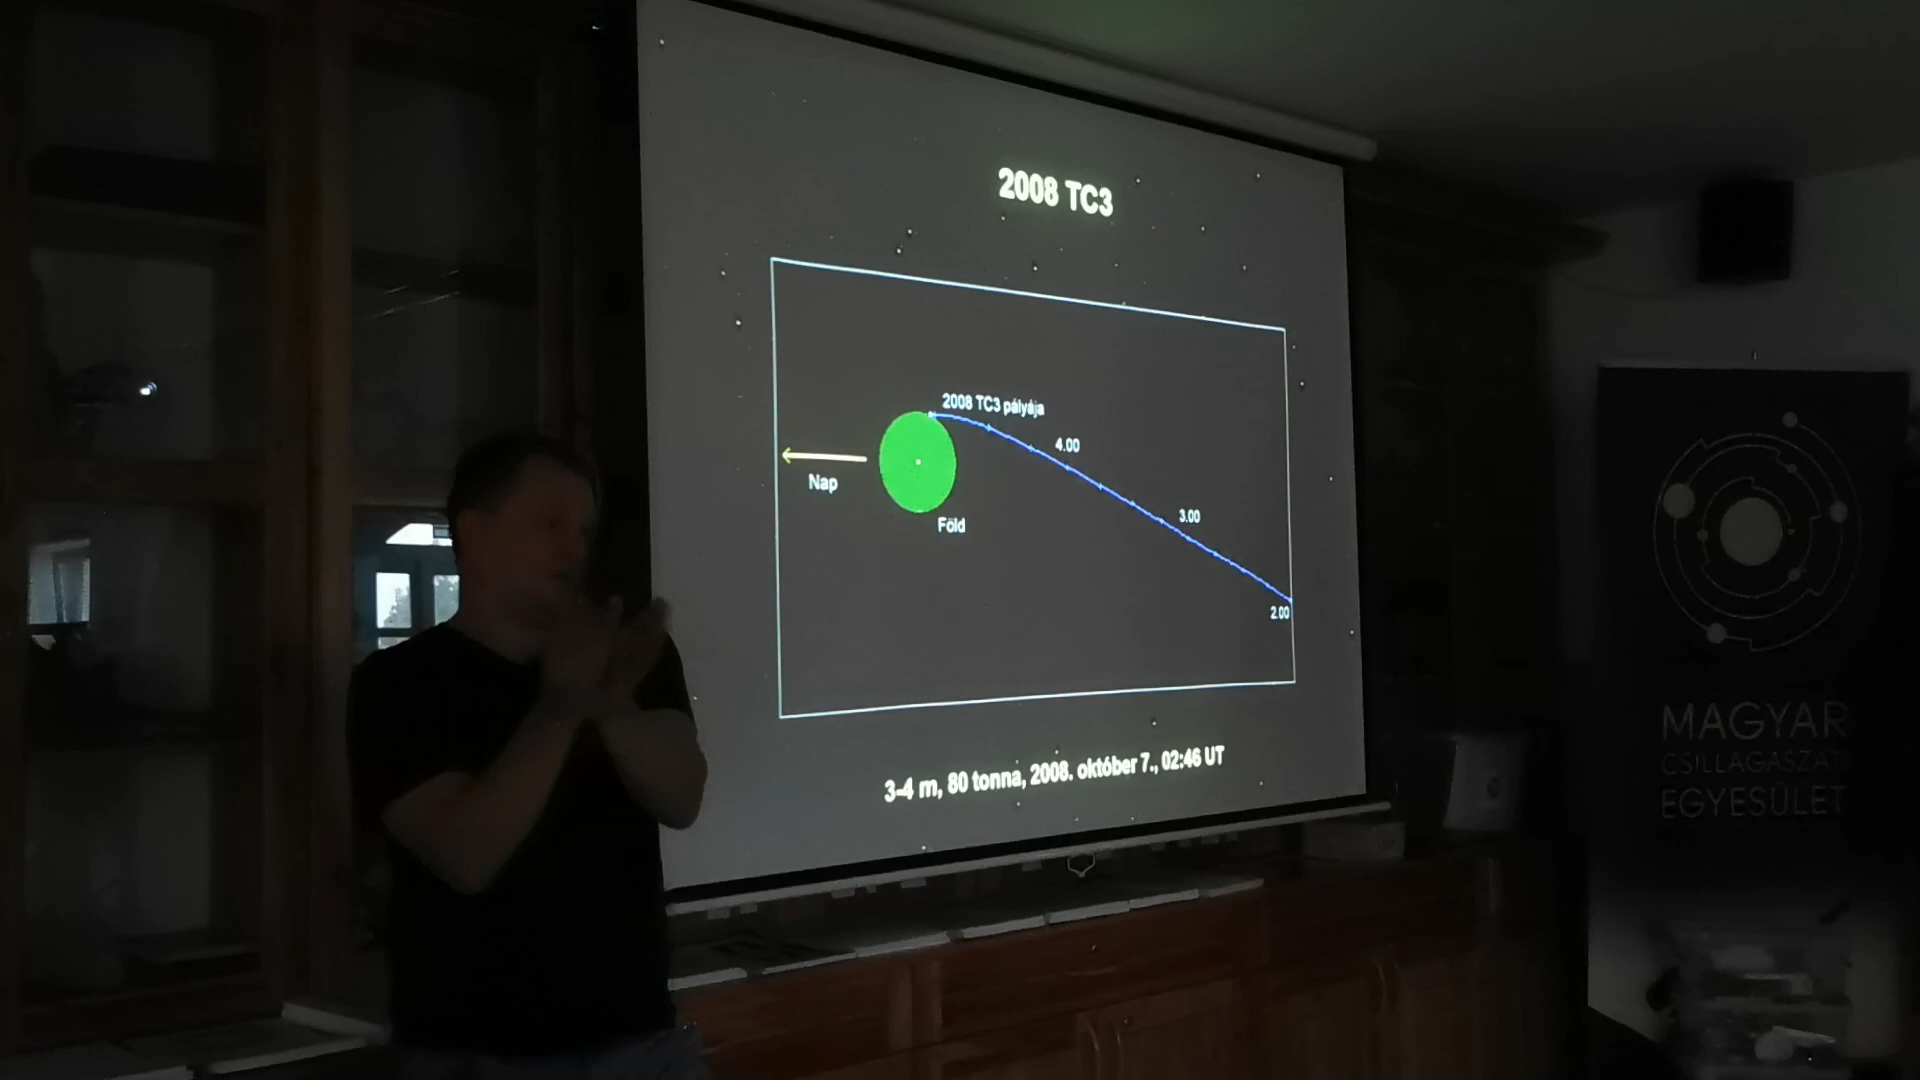 2008 TC3
2008 TC3 pályája
4.00
Nap
3.00
Föld
2.00
3-4 m, 80 tonna, 2008. október 7., 02:46 UT
MAGYAR
CSILLAGÁSZATI
EGYESÜLET